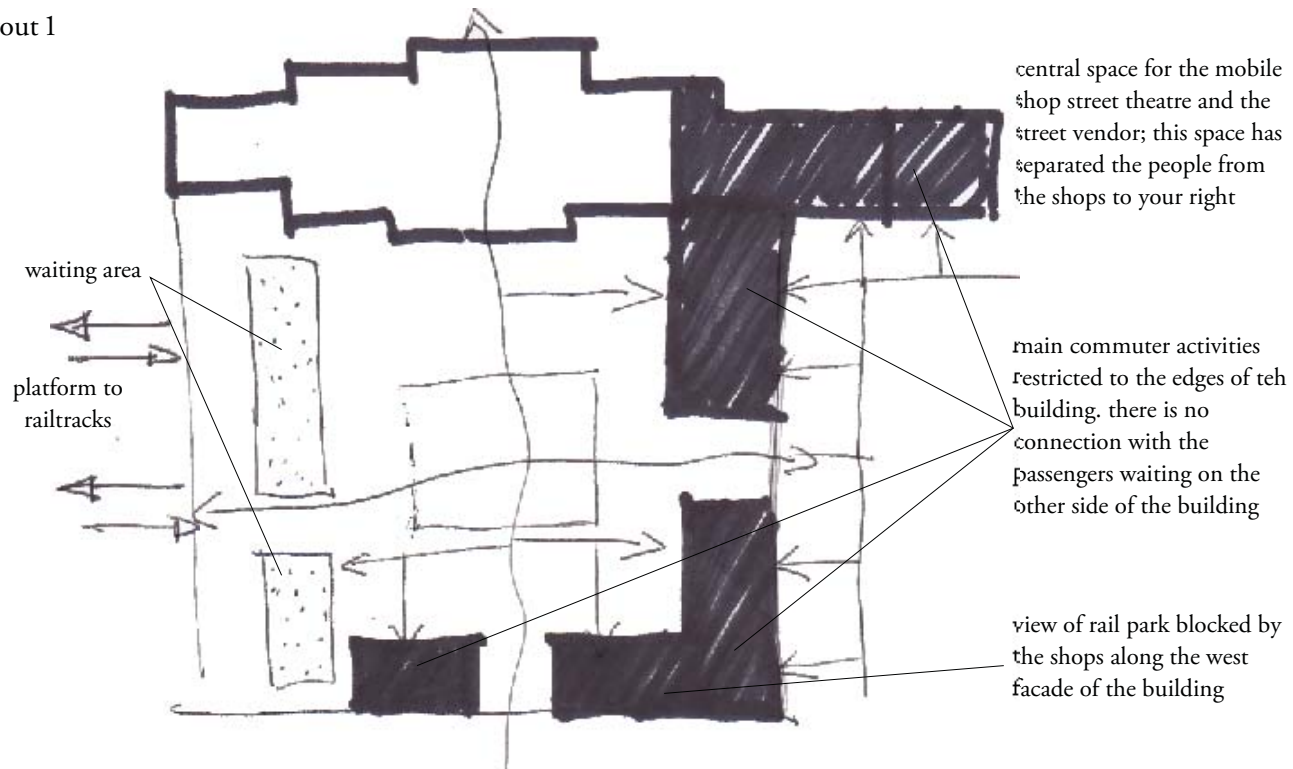 out 1
central space for the mobile
shop street theatre and the
street vendor; this space has
separated the people from
the shops to your right
waiting area
platform to
railtracks
main commuter activities
restricted to the edges of teh
building. there is no
connection with the
passengers waiting on the
other side of the building
view of rail park blocked by
the shops along the west
facade of the building